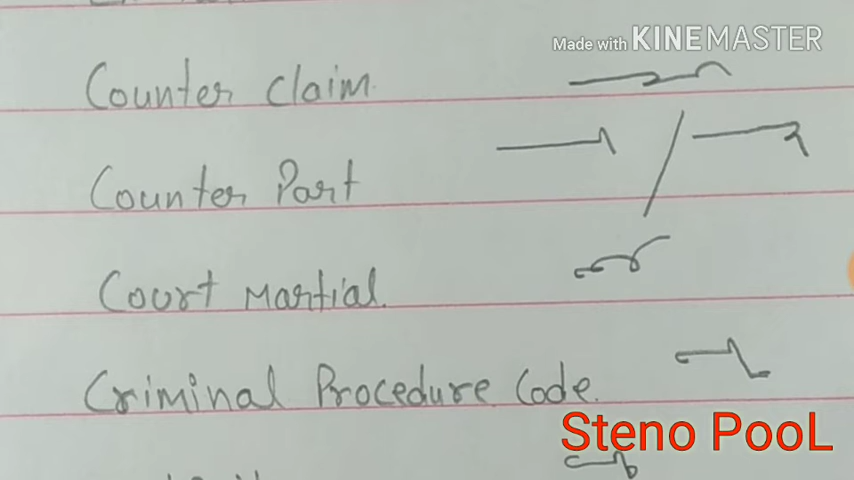 Made with KINEMASTER
Counter Claim
Counter Part
Court Martial
Criminal Procedure Code
Steno PooL